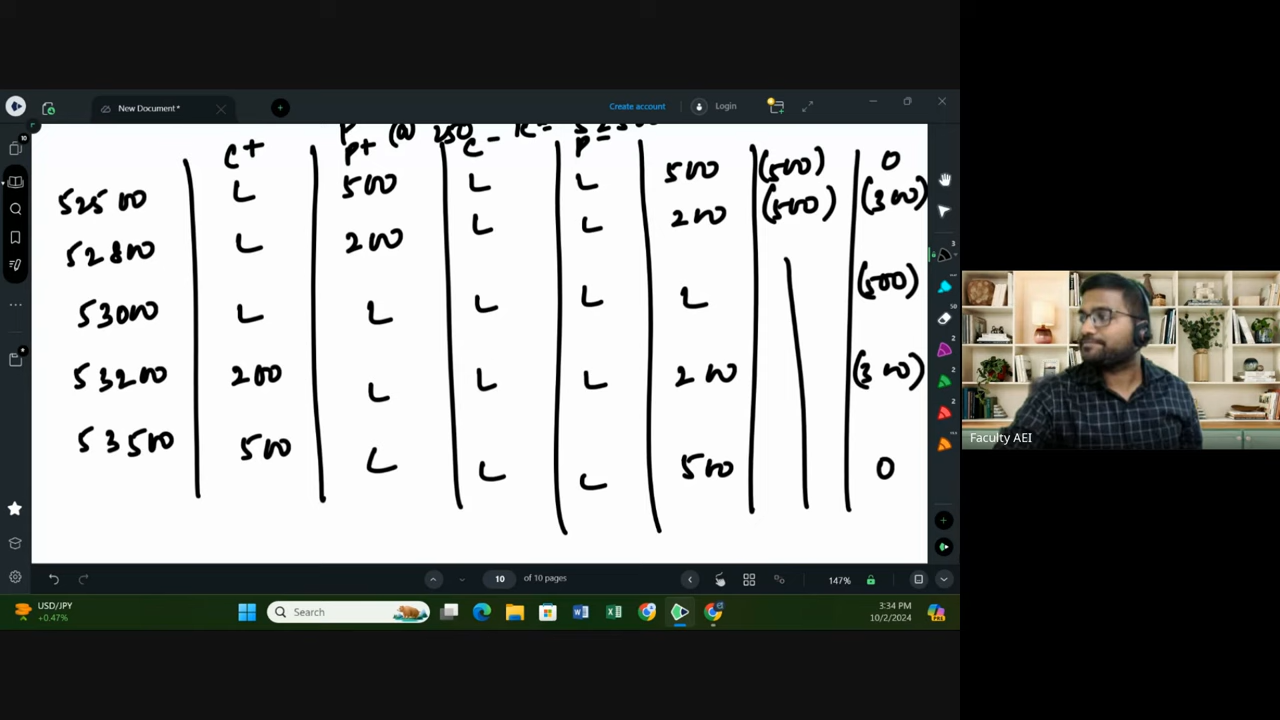 New Document*
Create account
Login
P @ 250 C - K = 52500
C+ P+ P -
52500 L 500 L L 500 (500) 0
52800 L 200 L L 200 (500) (300)
53000 L L L L L (500)
53200 200 L L L 200 (300)
53500 500 L L L 500 0
Faculty AEI
10 of 10 pages
147%
USD/JPY
+0.47%
Search
3:34 PM
10/2/2024